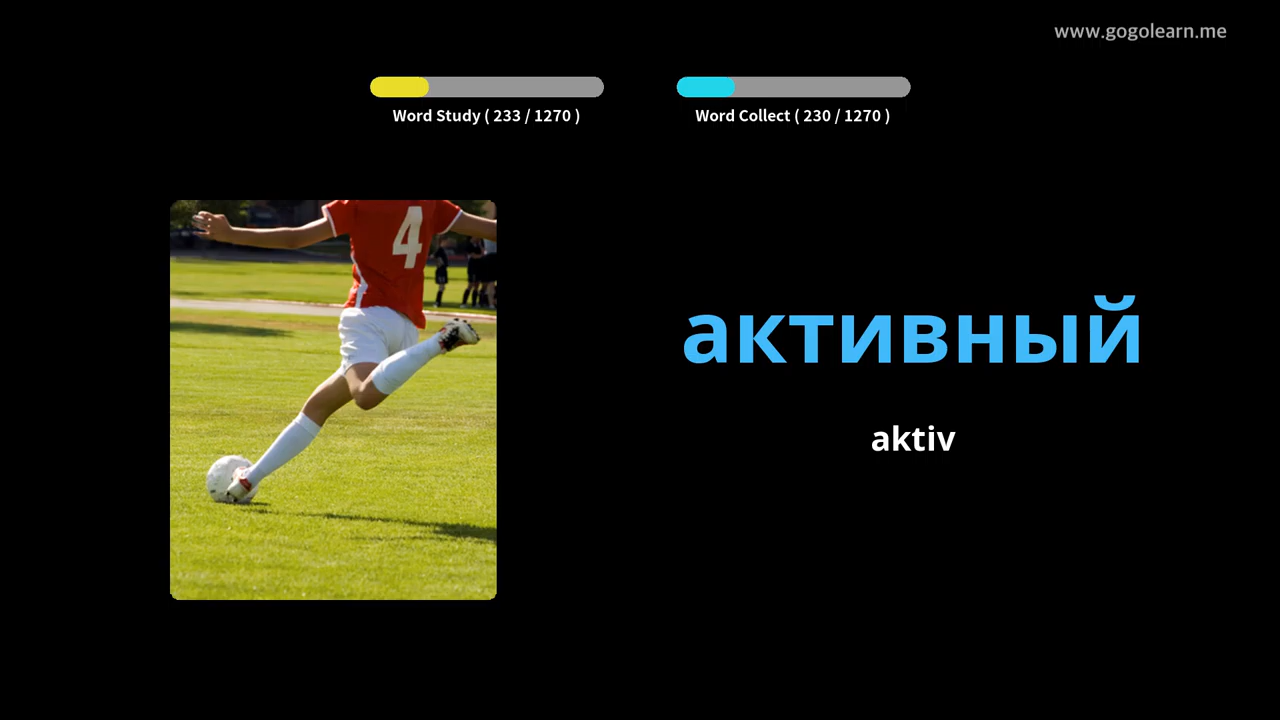 www.gogolearn.me
Word Study ( 233 / 1270 )
Word Collect ( 230 / 1270 )
4
активный
aktiv